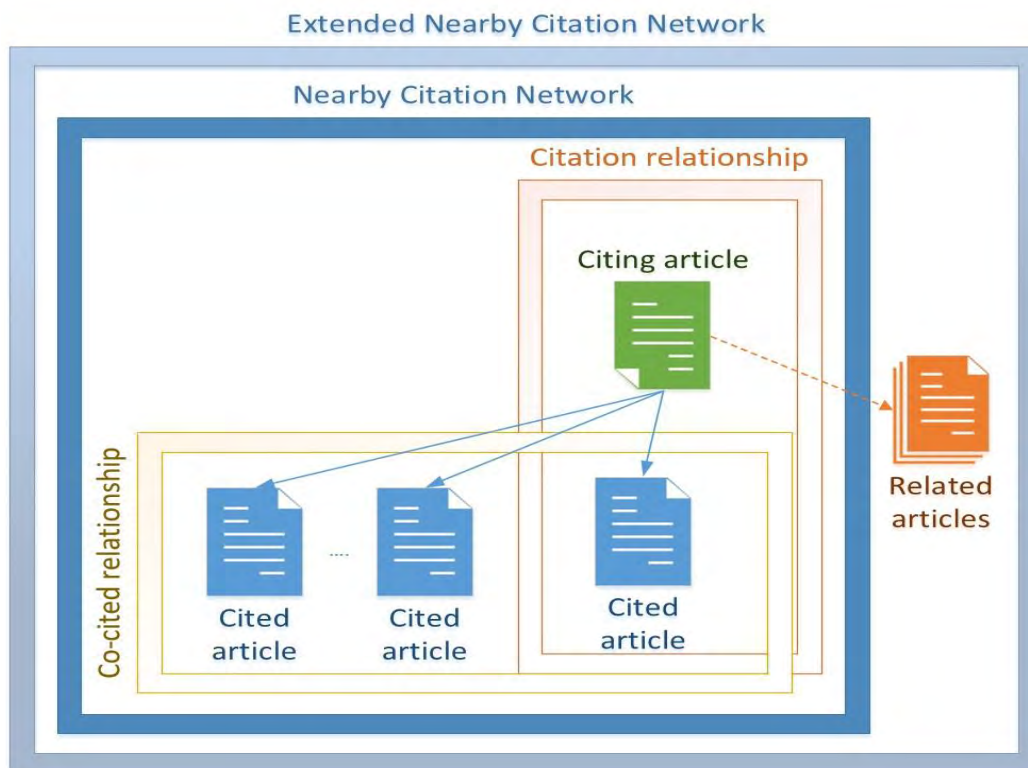 Extended Nearby Citation Network
Nearby Citation Network
Citation relationship
Citing article
Related
articles
Co-cited relationship
....
Cited
article
Cited
article
Cited
article